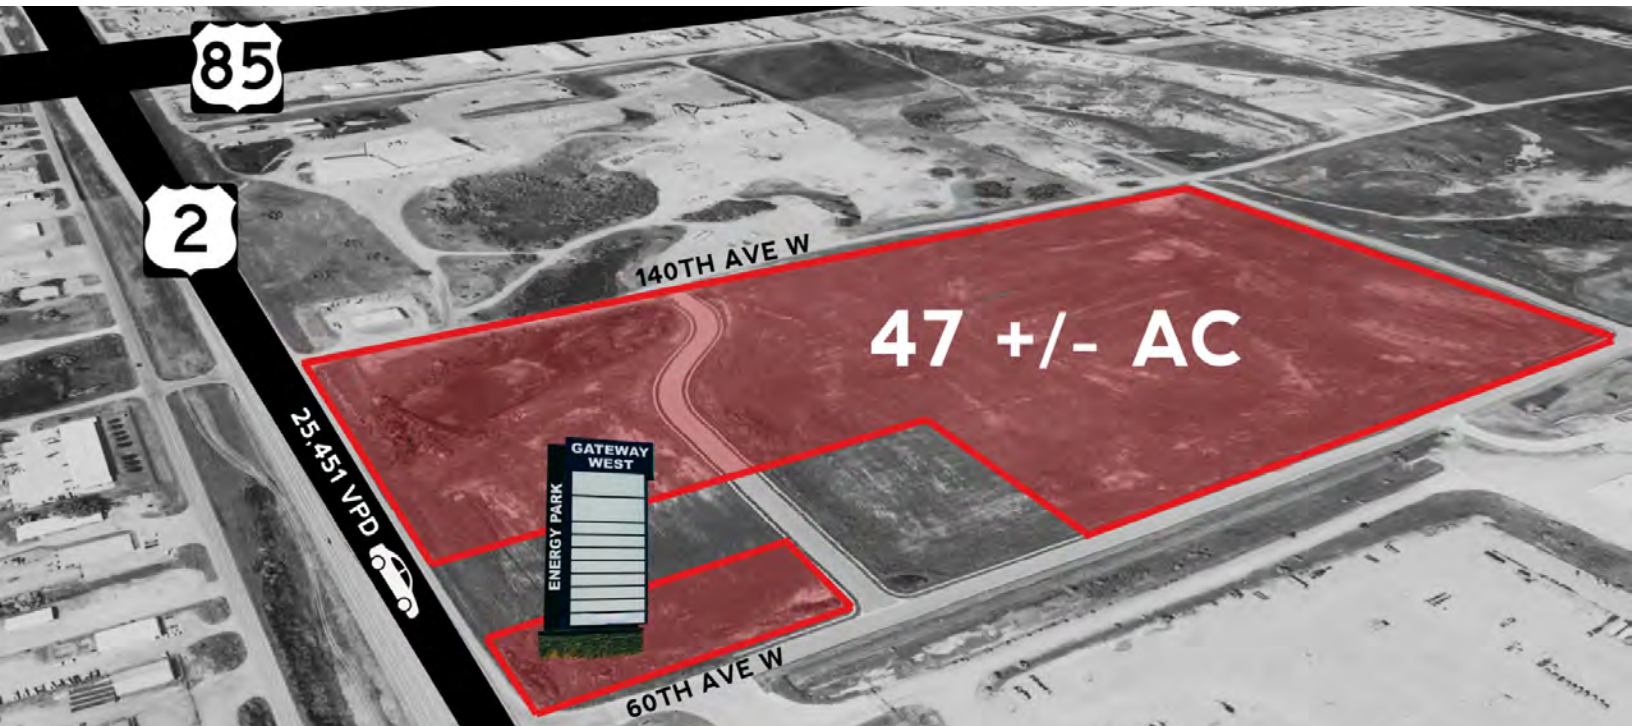 85
2
140TH AVE W
47 +/- AC
25,451 VPD
GATEWAY
WEST
ENERGY PARK
60TH AVE W